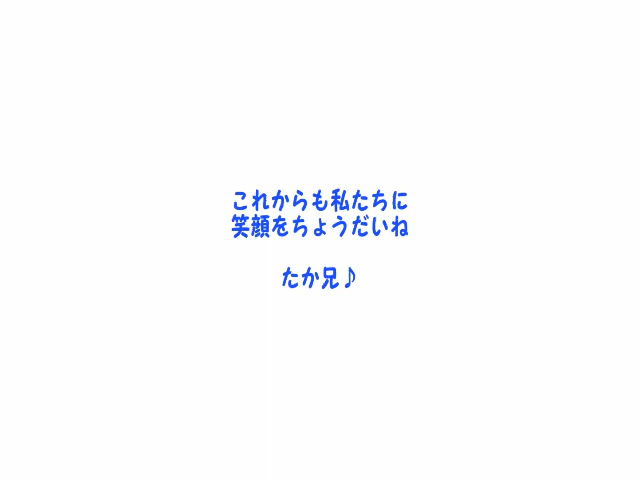 これからも私たちに
笑顔をちょうだいね
たか兄♪